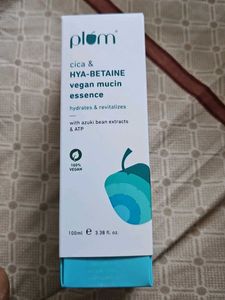 plúm
cica &
HYA-BETAINE
vegan mucin
essence
hydrates & revitalizes
with azuki bean extracts
& ATP
100%
VEGAN
100ml e 3.38 fl. oz.